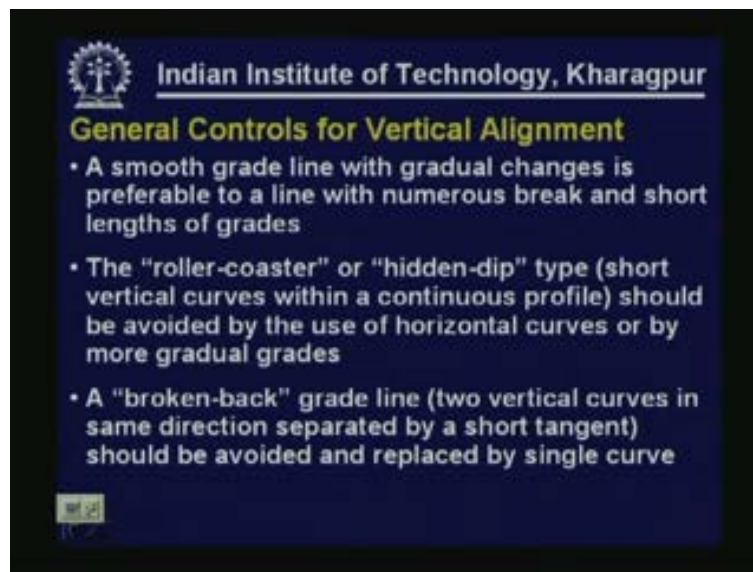 Indian Institute of Technology, Kharagpur
General Controls for Vertical Alignment
• A smooth grade line with gradual changes is
preferable to a line with numerous break and short
lengths of grades
• The “roller-coaster” or “hidden-dip” type (short
vertical curves within a continuous profile) should
be avoided by the use of horizontal curves or by
more gradual grades
• A “broken-back” grade line (two vertical curves in
same direction separated by a short tangent)
should be avoided and replaced by single curve